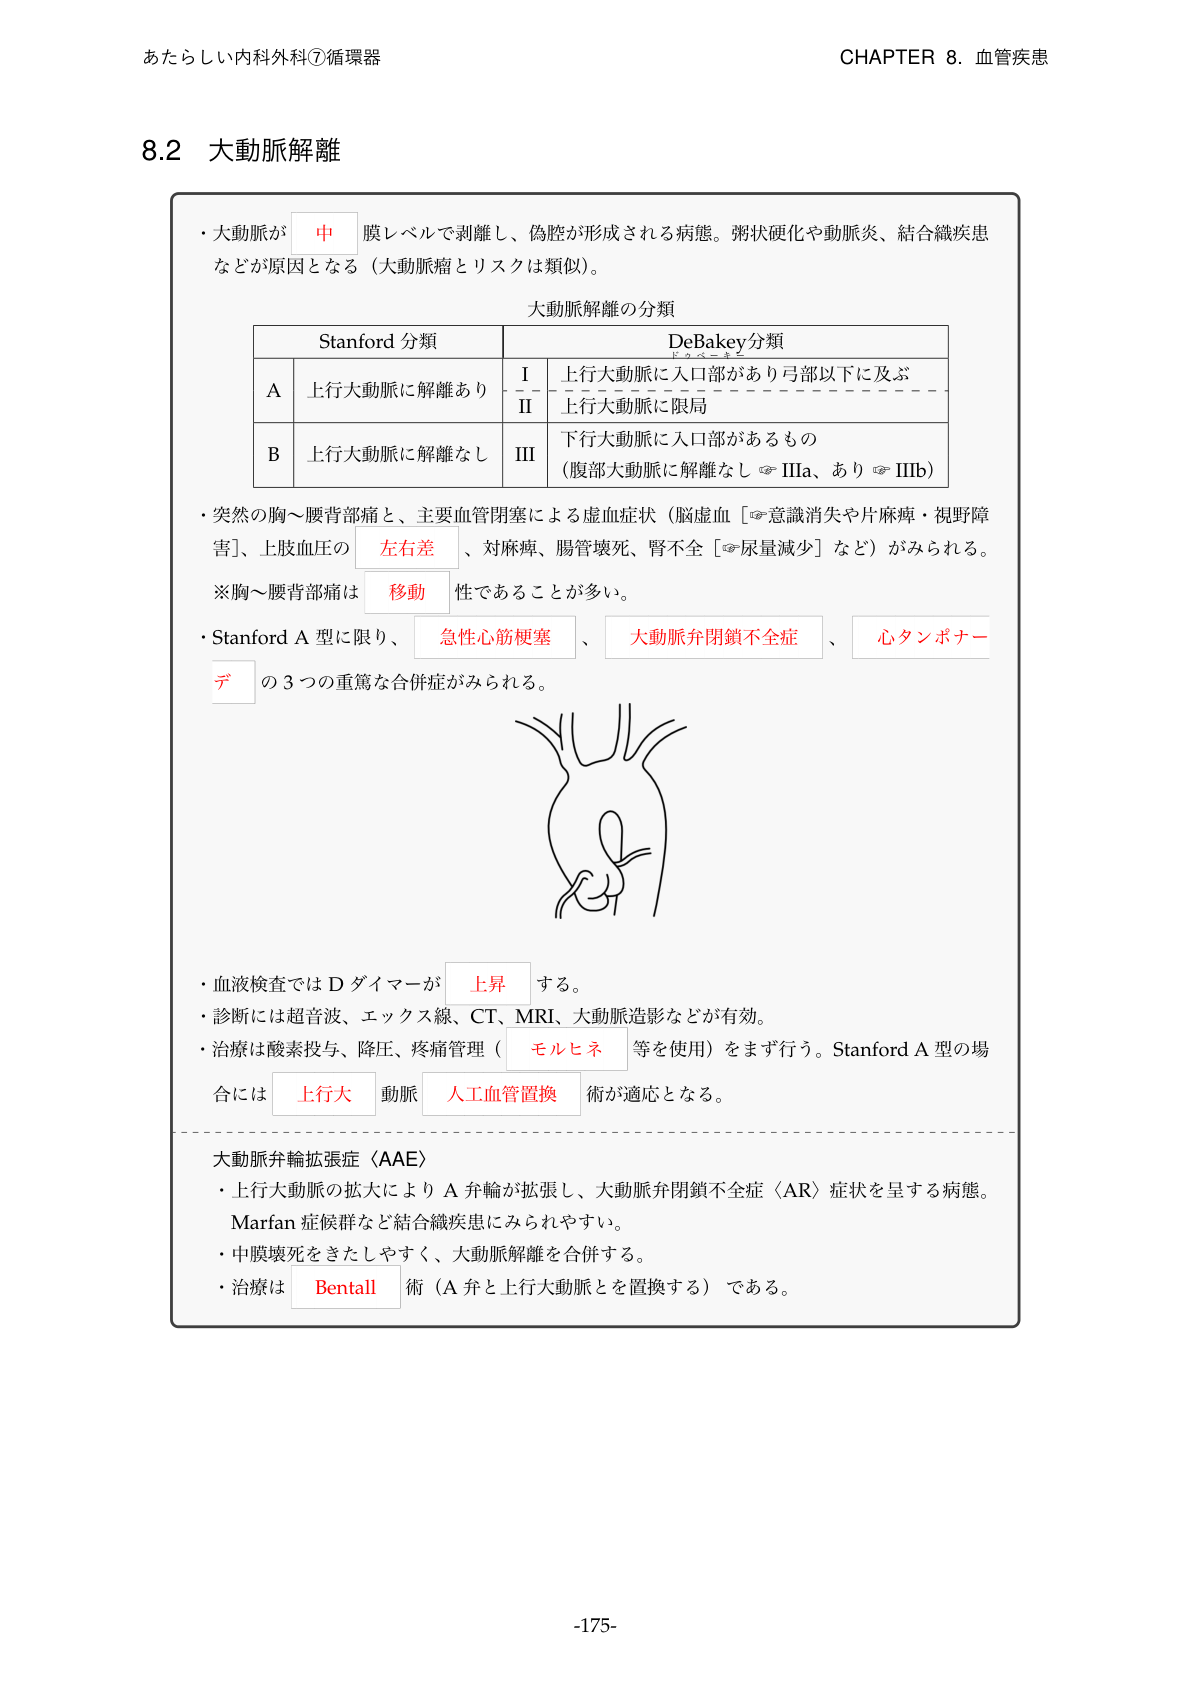 あたらしい内科外科⑦循環器 CHAPTER 8. 血管疾患
8.2 大動脈解離
・大動脈が 中 膜レベルで剥離し、偽腔が形成される病態。粥状硬化や動脈炎、結合織疾患
などが原因となる（大動脈瘤とリスクは類似）。
大動脈解離の分類
Stanford 分類 DeBakey分類
ドゥベーキー
A 上行大動脈に解離あり I 上行大動脈に入口部があり弓部以下に及ぶ
II 上行大動脈に限局
B 上行大動脈に解離なし III 下行大動脈に入口部があるもの
（腹部大動脈に解離なし ☞ IIIa、あり ☞ IIIb）
・突然の胸〜腰背部痛と、主要血管閉塞による虚血症状（脳虚血［☞意識消失や片麻痺・視野障
害］、上肢血圧の 左右差 、対麻痺、腸管壊死、腎不全［☞尿量減少］など）がみられる。
※胸〜腰背部痛は 移動 性であることが多い。
・Stanford A 型に限り、 急性心筋梗塞 、 大動脈弁閉鎖不全症 、 心タンポナー
デ の 3 つの重篤な合併症がみられる。
・血液検査では D ダイマーが 上昇 する。
・診断には超音波、エックス線、CT、MRI、大動脈造影などが有効。
・治療は酸素投与、降圧、疼痛管理（ モルヒネ 等を使用）をまず行う。Stanford A 型の場
合には 上行大 動脈 人工血管置換 術が適応となる。
大動脈弁輪拡張症〈AAE〉
・上行大動脈の拡大により A 弁輪が拡張し、大動脈弁閉鎖不全症〈AR〉症状を呈する病態。
Marfan 症候群など結合織疾患にみられやすい。
・中膜壊死をきたしやすく、大動脈解離を合併する。
・治療は Bentall 術（A 弁と上行大動脈とを置換する） である。
-175-